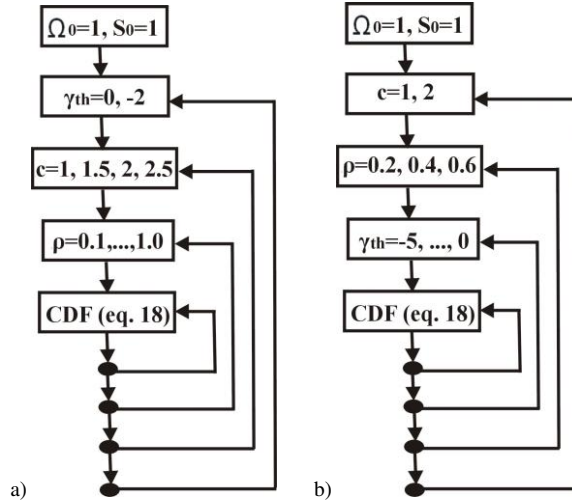 Ω₀=1, S₀=1
γth=0, -2
c=1, 1.5, 2, 2.5
ρ=0.1,...,1.0
CDF (eq. 18)
a)
Ω₀=1, S₀=1
c=1, 2
ρ=0.2, 0.4, 0.6
γth=-5, ..., 0
CDF (eq. 18)
b)